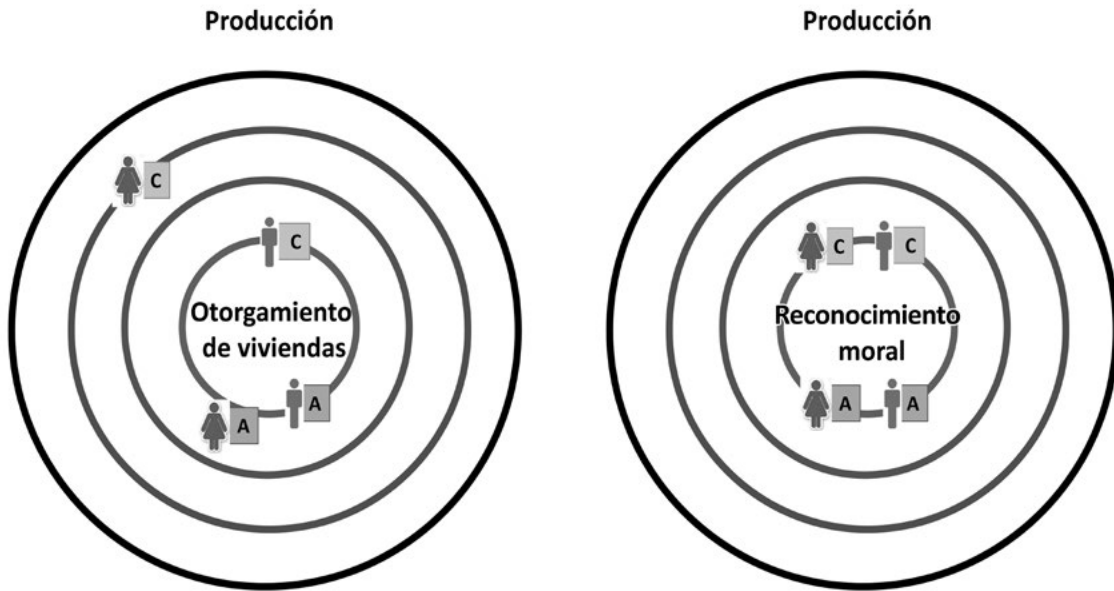 Producción
C
C
Otorgamiento
de viviendas
A
A
Producción
C
C
Reconocimiento
moral
A
A